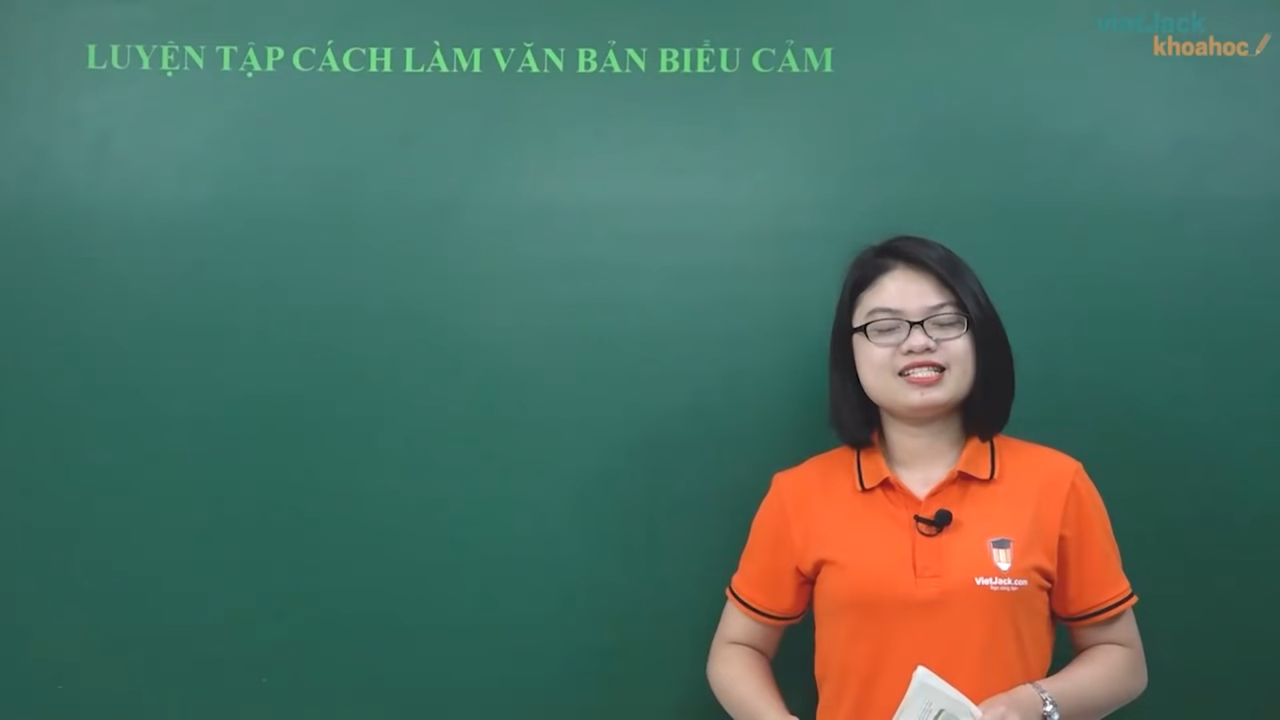 LUYỆN TẬP CÁCH LÀM VĂN BẢN BIỂU CẢM
vietJack
khoahoc
VietJack.com